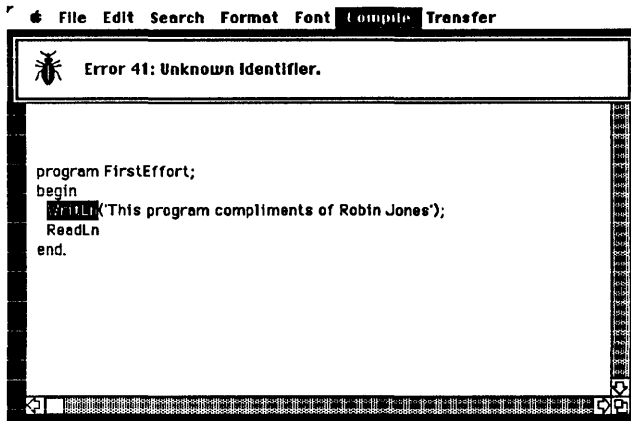 File Edit Search Format Font Compile Transfer
Error 41: Unknown Identifier.
program FirstEffort;
begin
WritLn('This program compliments of Robin Jones');
ReadLn
end.